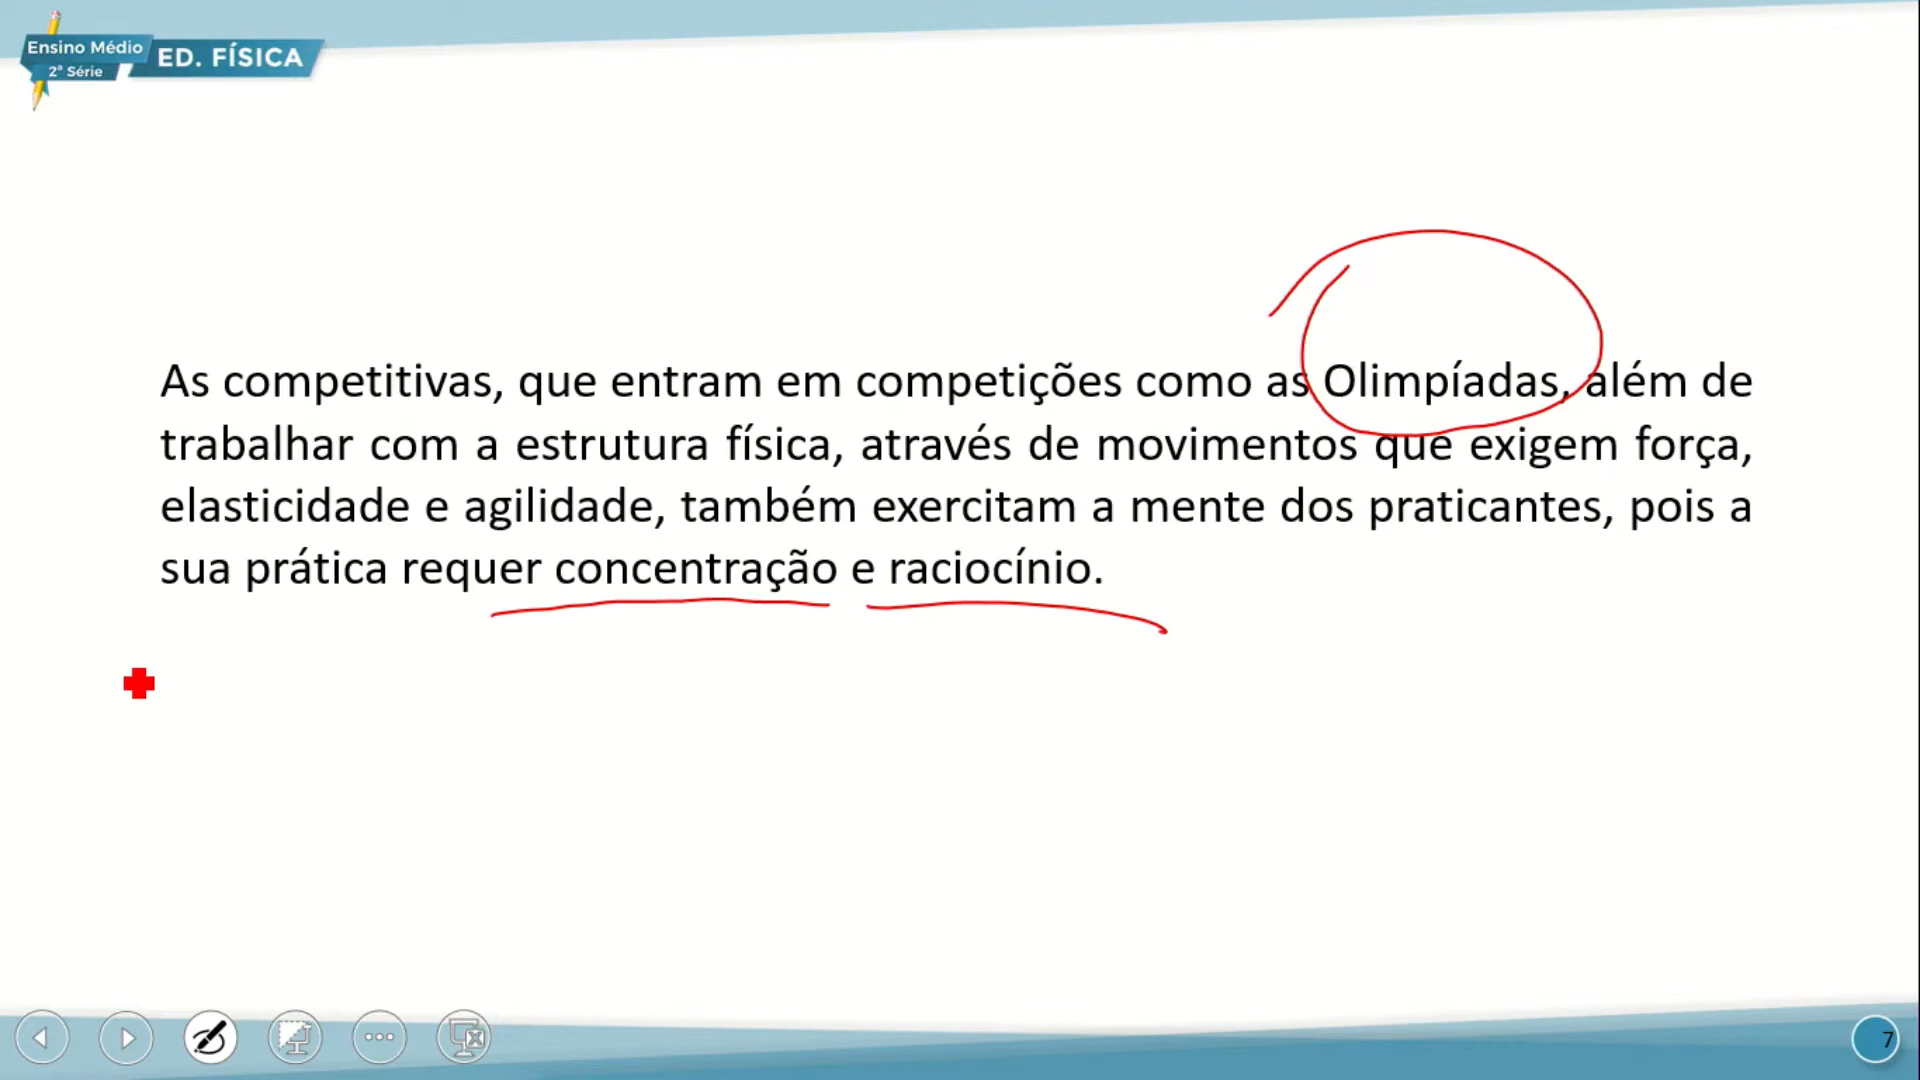 Ensino Médio
2ª Série
ED. FÍSICA
As competitivas, que entram em competições como as Olimpíadas, além de
trabalhar com a estrutura física, através de movimentos que exigem força,
elasticidade e agilidade, também exercitam a mente dos praticantes, pois a
sua prática requer concentração e raciocínio.
7